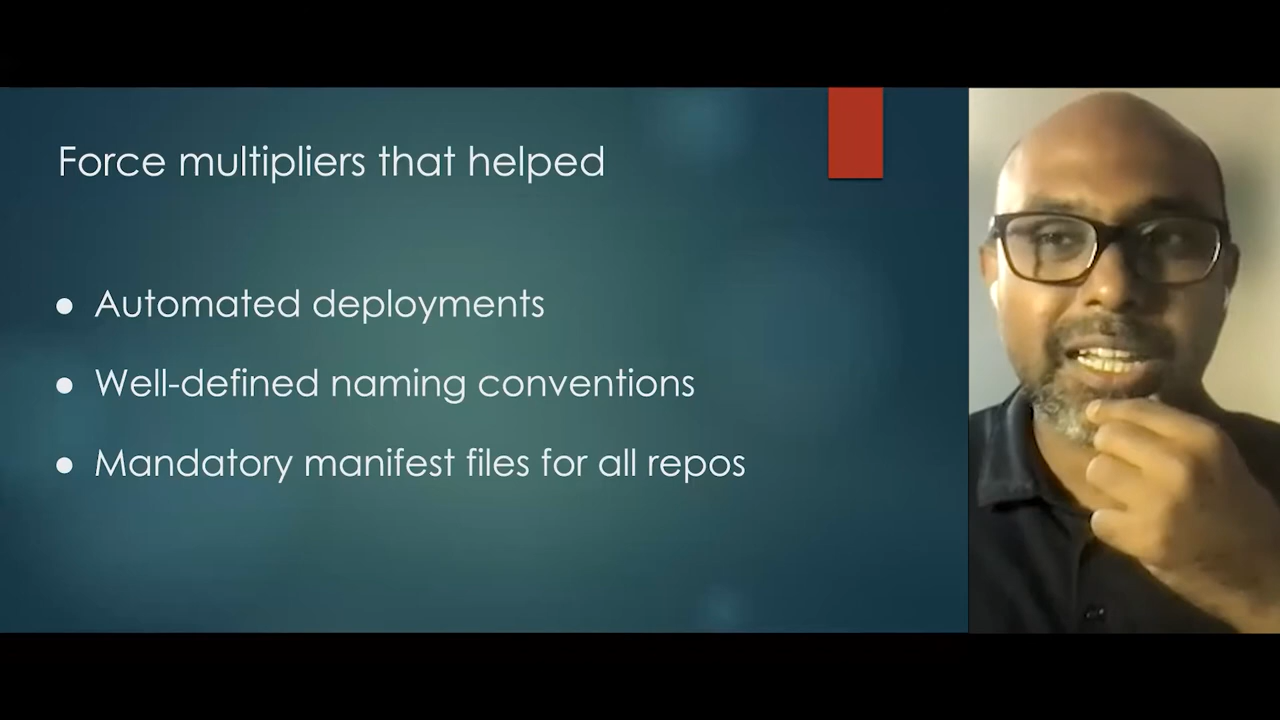 Force multipliers that helped
● Automated deployments
● Well-defined naming conventions
● Mandatory manifest files for all repos